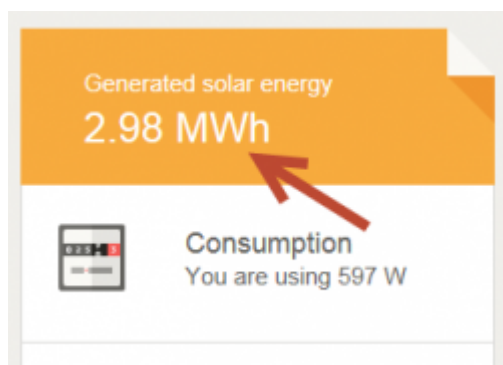 Generated solar energy
2.98 MWh
Consumption
You are using 597 W